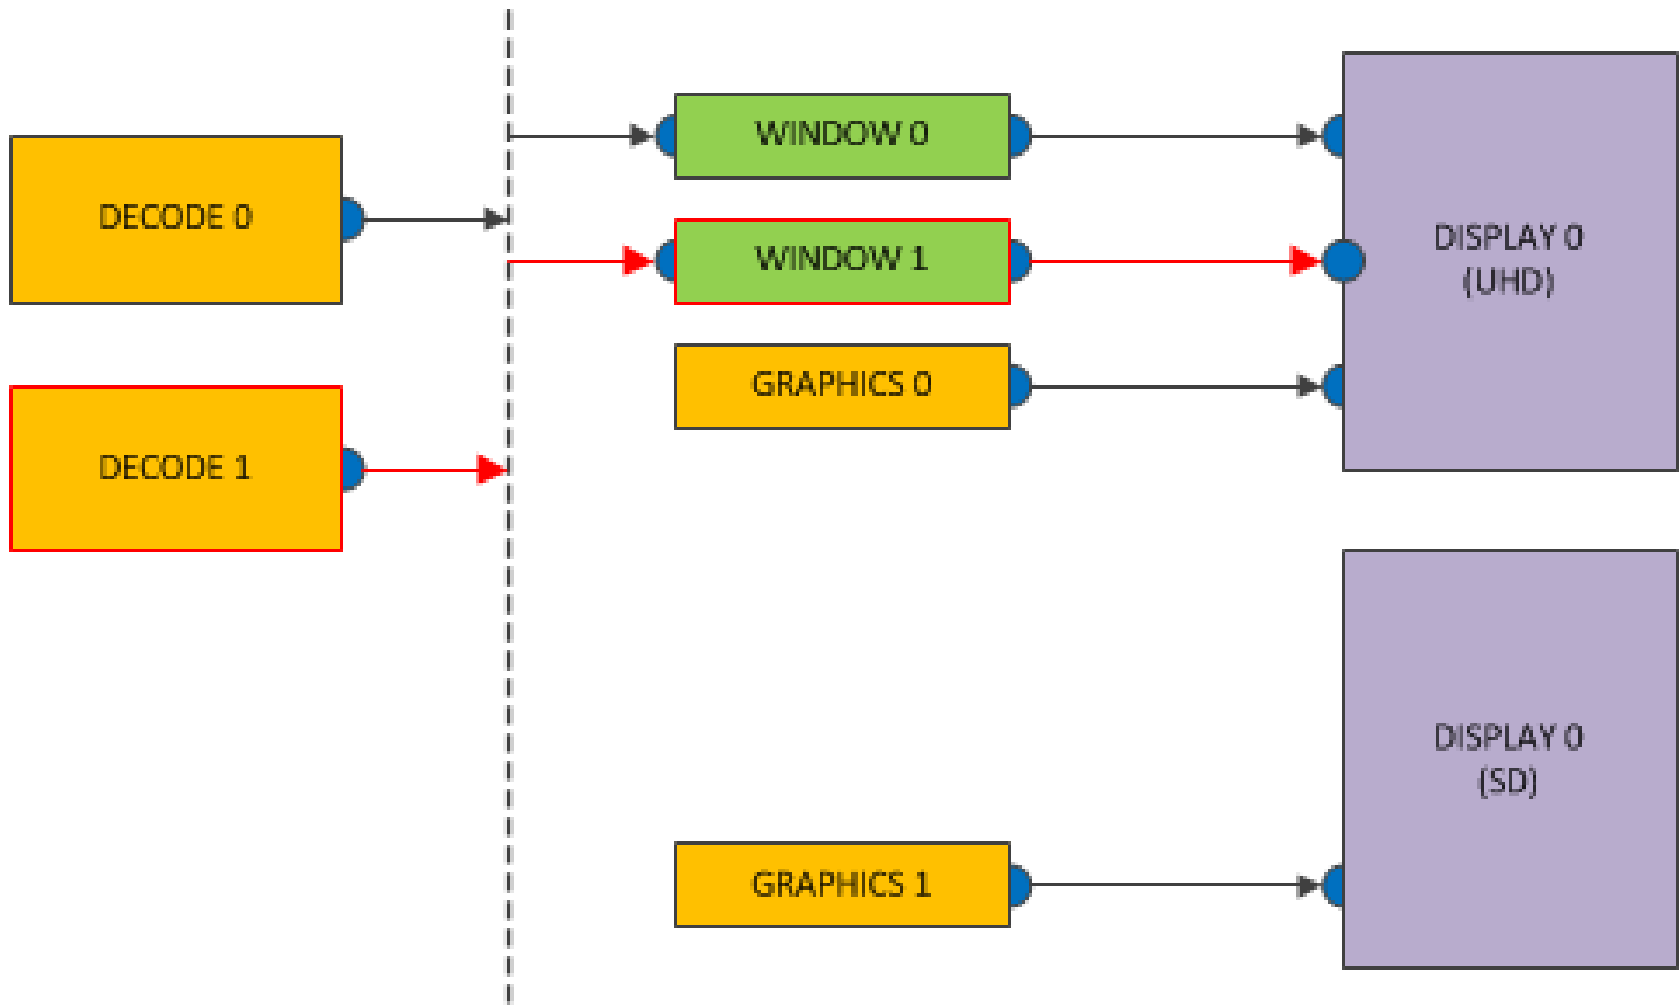 WINDOW 0
DECODE 0
WINDOW 1
DISPLAY 0
(UHD)
GRAPHICS 0
DECODE 1
DISPLAY 0
(SD)
GRAPHICS 1